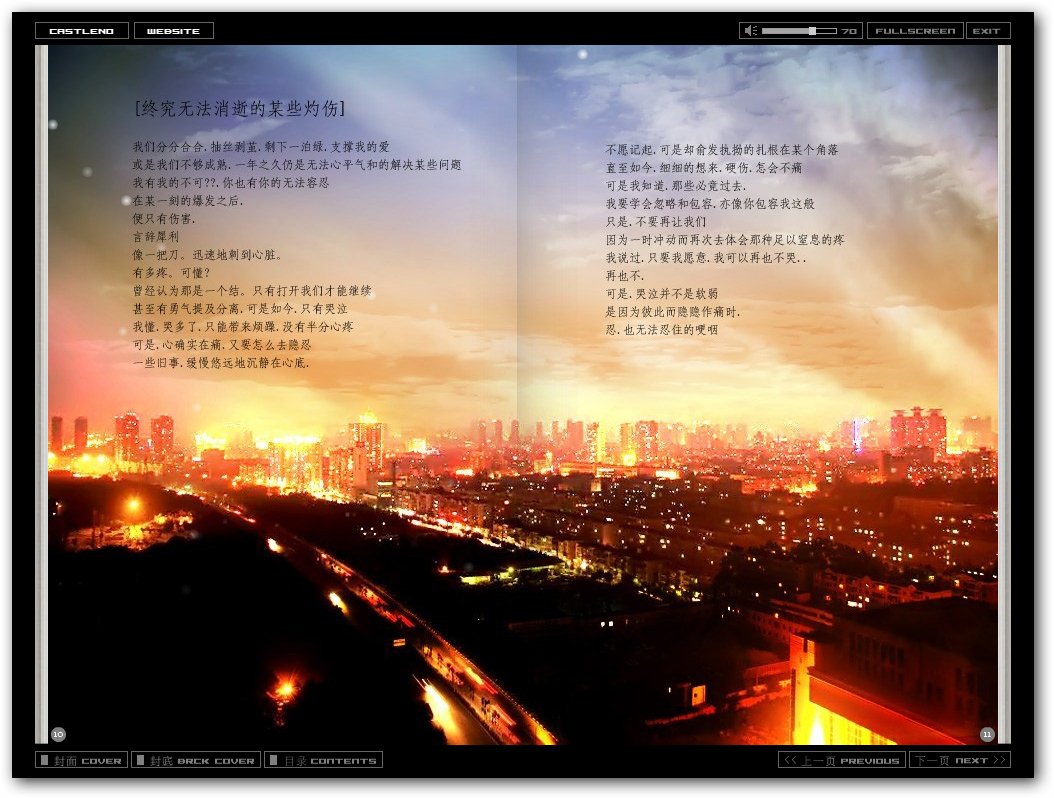 CASTLEND
WEBSITE
70
FULLSCREEN
EXIT
[终究无法消逝的某些灼伤]
我们分分合合.抽丝剥茧.剩下一泊绿.支撑我的爱
或是我们不够成熟.一年之久仍是无法心平气和的解决某些问题
我有我的不可??.你也有你的无法容忍
在某一刻的爆发之后.
便只有伤害.
言辞犀利
像一把刀。迅速地刺到心脏。
有多疼。可懂?
曾经认为那是一个结。只有打开我们才能继续
甚至有勇气提及分离.可是如今.只有哭泣
我懂.哭多了.只能带来烦躁.没有半分心疼
可是.心确实在痛.又要怎么去隐忍
一些旧事.缓慢悠远地沉静在心底.
不愿记起.可是却俞发执拗的扎根在某个角落
直至如今.细细的想来.硬伤.怎会不痛
可是我知道.那些必竟过去.
我要学会忽略和包容.亦像你包容我这般
只是.不要再让我们
因为一时冲动而再次去体会那种足以窒息的疼
我说过.只要我愿意.我可以再也不哭..
再也不.
可是.哭泣并不是软弱
是因为彼此而隐隐作痛时.
忍.也无法忍住的哽咽
10
11
封面 COVER
封底 BACK COVER
目录 CONTENTS
<< 上一页 PREVIOUS
下一页 NEXT >>